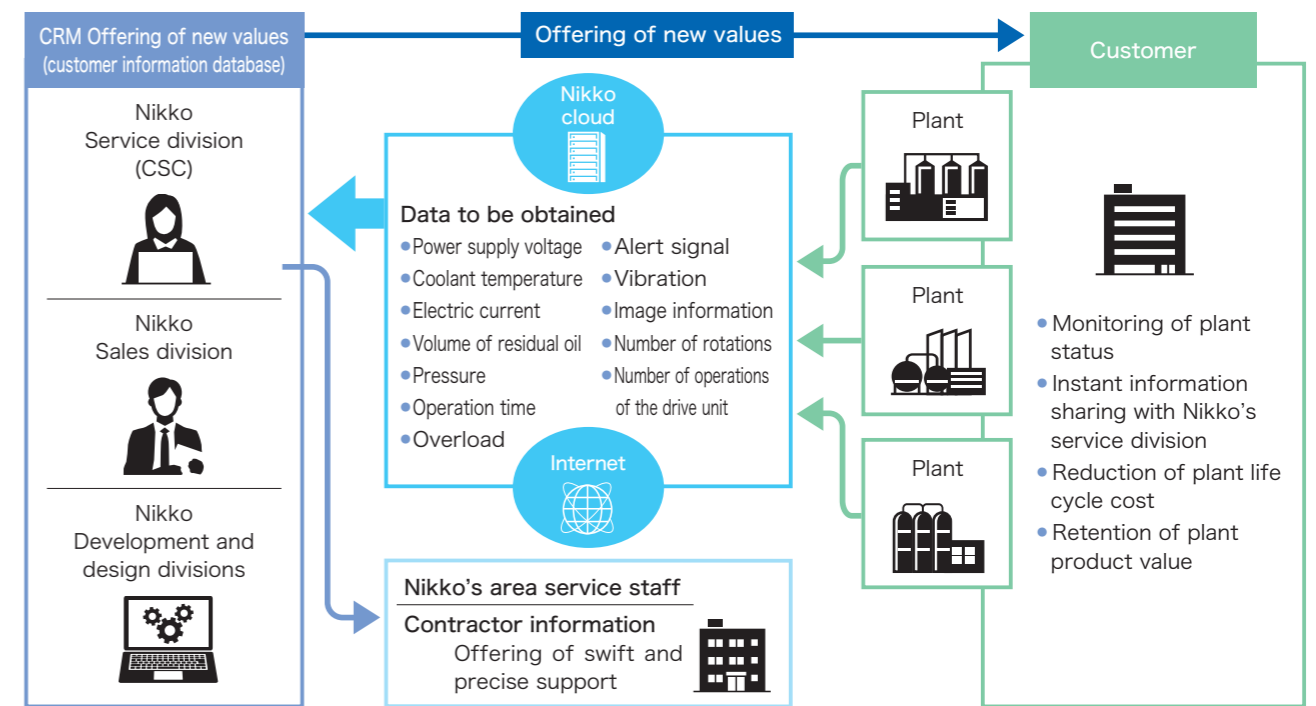 CRM Offering of new values
(customer information database)
Nikko
Service division
(CSC)
Nikko
Sales division
Nikko
Development and
design divisions
Offering of new values
Nikko
cloud
Data to be obtained
•Power supply voltage
•Coolant temperature
•Electric current
•Volume of residual oil
•Pressure
•Operation time
•Overload
•Alert signal
•Vibration
•Image information
•Number of rotations
•Number of operations
of the drive unit
Internet
Nikko’s area service staff
Contractor information
Offering of swift and
precise support
Plant
Plant
Plant
Customer
•Monitoring of plant
status
•Instant information
sharing with Nikko’s
service division
•Reduction of plant life
cycle cost
•Retention of plant
product value